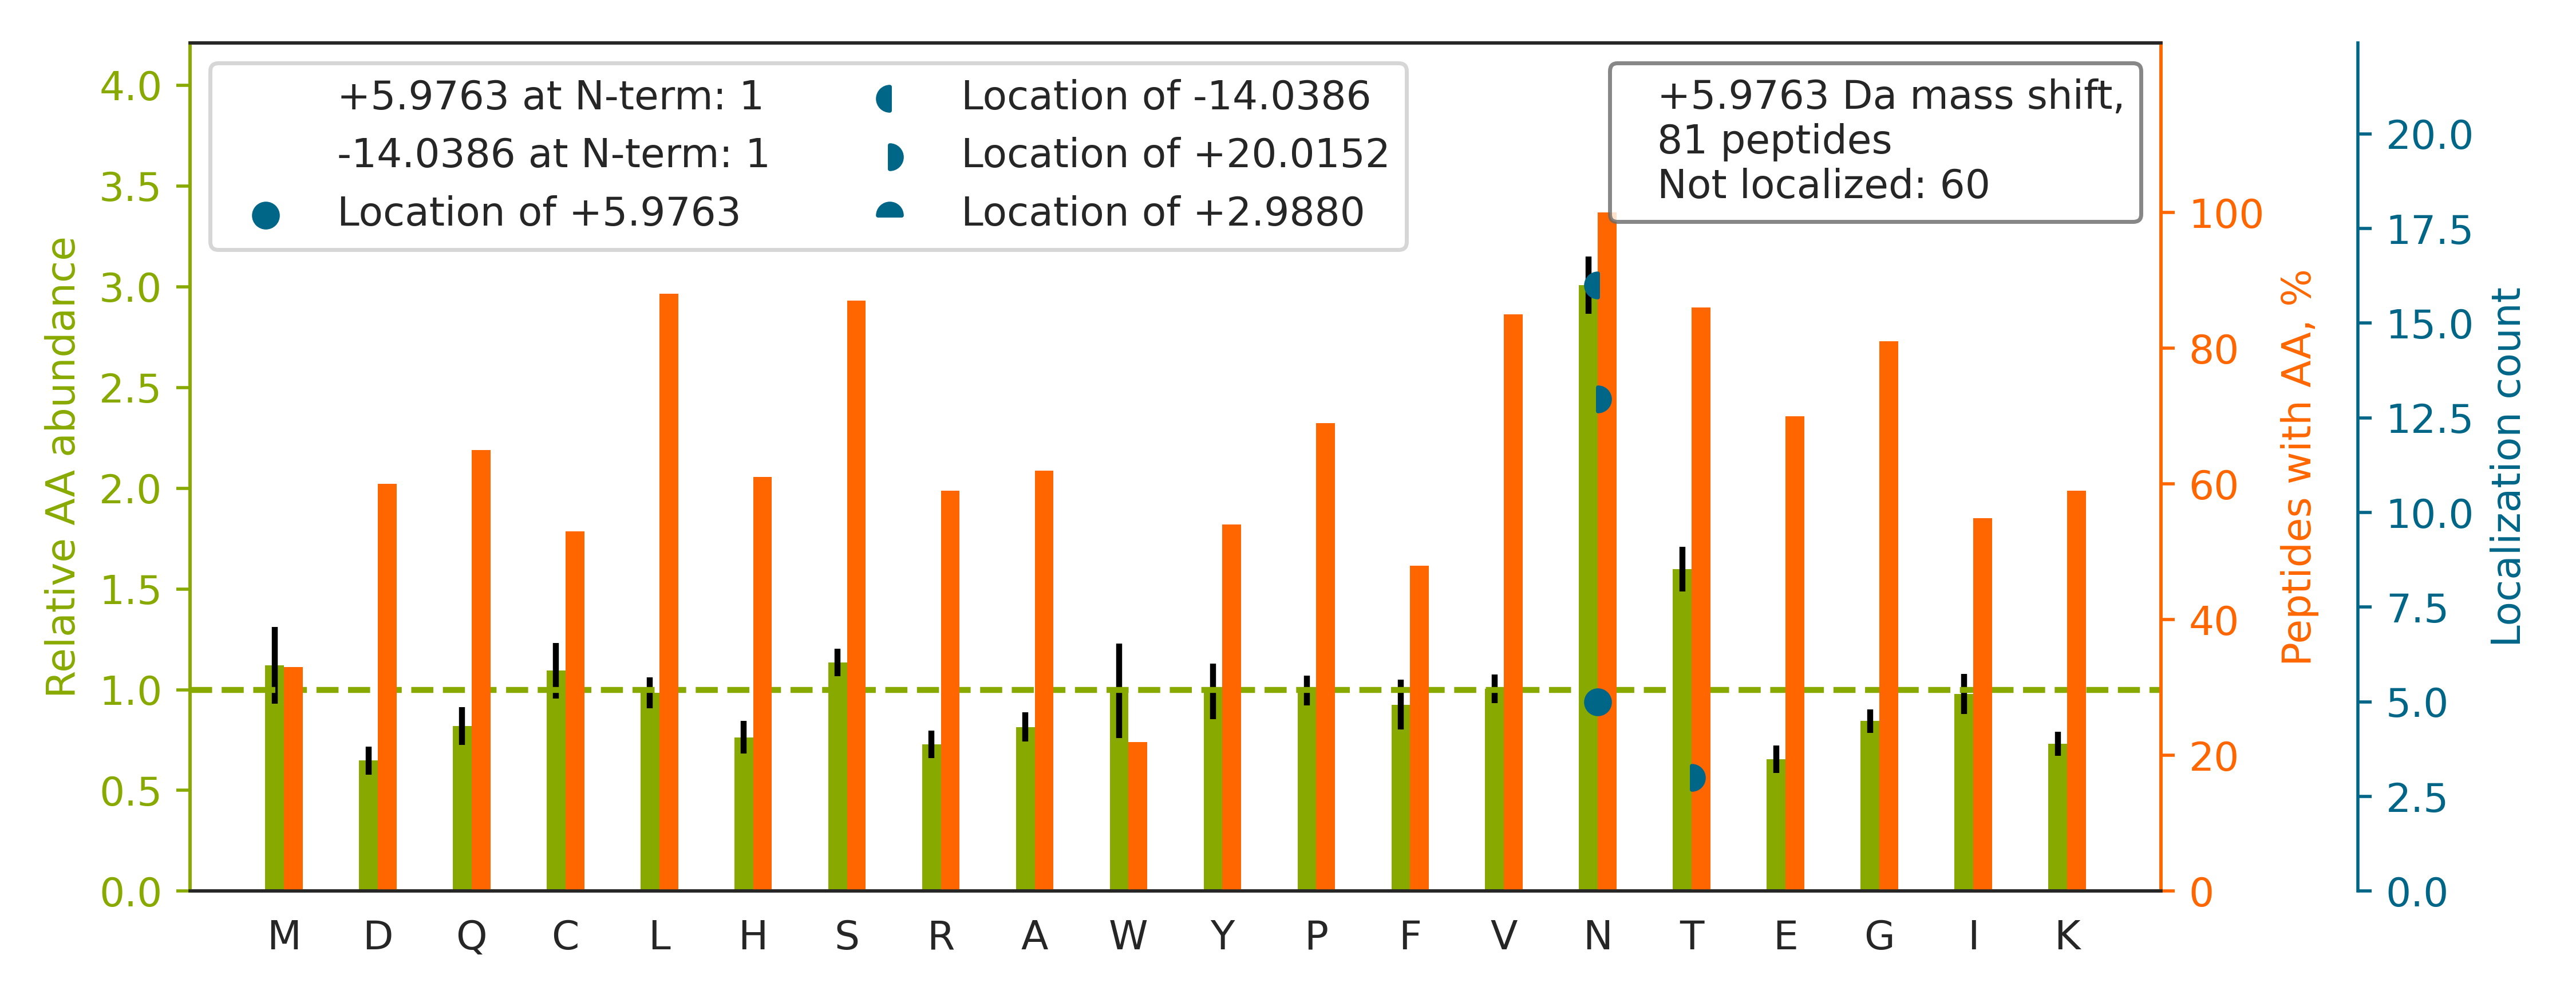 +5.9763 at N-term: 1
-14.0386 at N-term: 1
Location of +5.9763
Location of -14.0386
Location of +20.0152
Location of +2.9880
+5.9763 Da mass shift,
81 peptides
Not localized: 60
Relative AA abundance
4.0
3.5
3.0
2.5
2.0
1.5
1.0
0.5
0.0
100
80
60
40
20
0
Peptides with AA, %
20.0
17.5
15.0
12.5
10.0
7.5
5.0
2.5
0.0
Localization count
M D Q C L H S R A W Y P F V N T E G I K